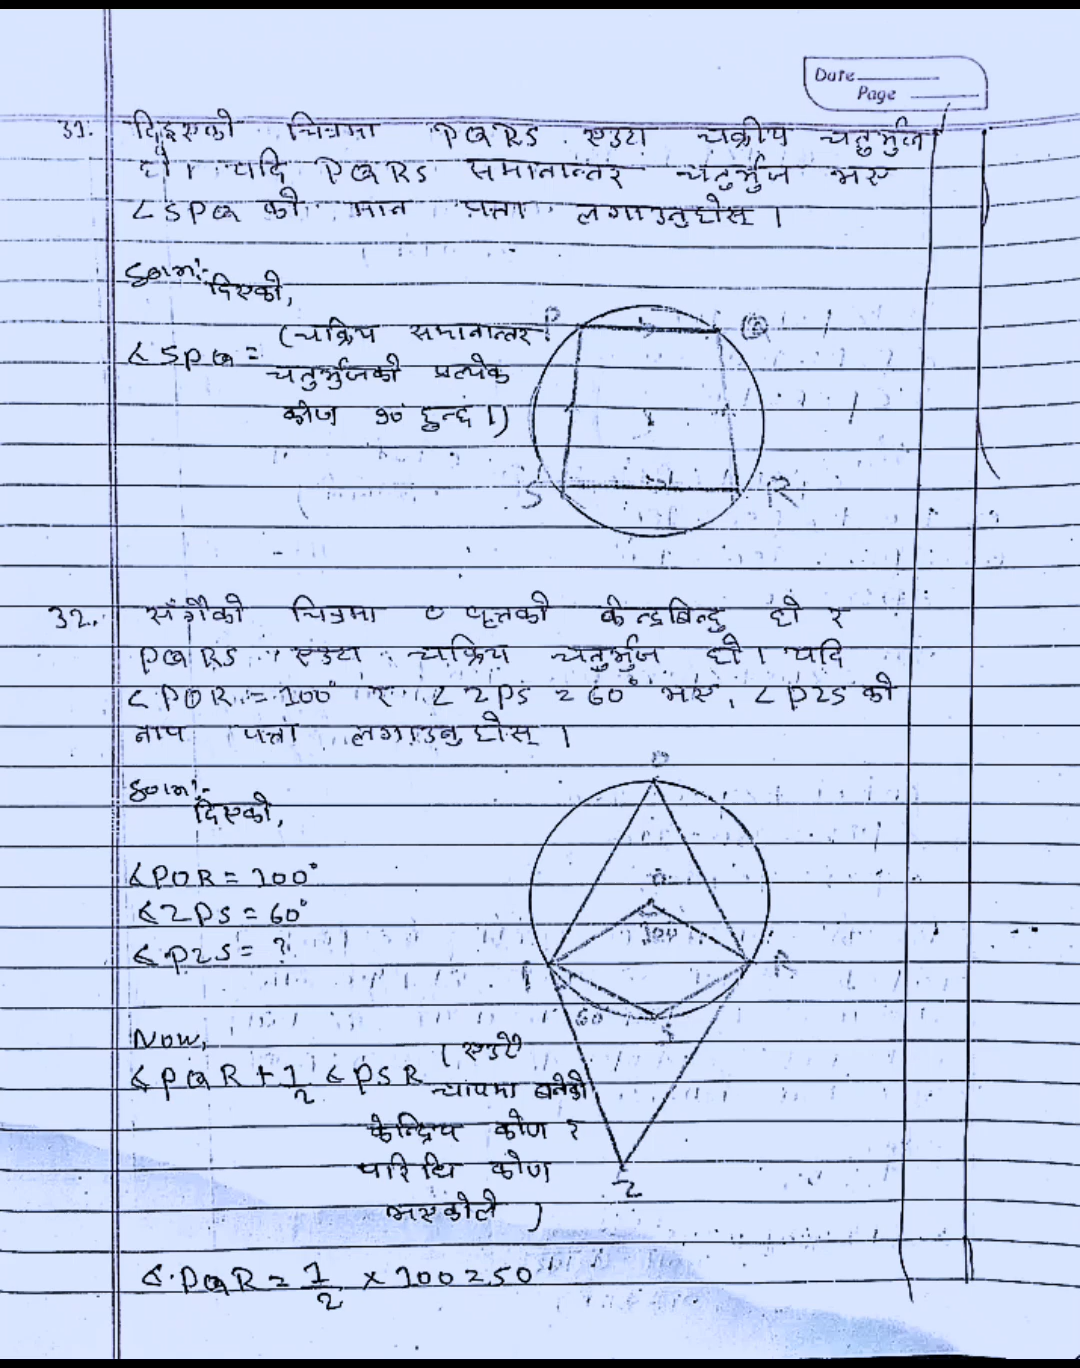 Date
Page
31. दिइएको चित्रमा PQRS एउटा चक्रीय चतुर्भुज
हो। यदि PQRS समानान्तर चतुर्भुज भए
∠SPQ को मान पत्ता लगाउनुहोस्।
Soln:-
दिएको,
∠SPQ = (चक्रिय समानान्तर
चतुर्भुजको प्रत्येक
कोण 90° हुन्छ।)
P
Q
S
R
32. सँगैको चित्रमा O वृत्तको केन्द्रबिन्दु हो र
PQRS एउटा चक्रिय चतुर्भुज हो। यदि
∠POR = 100° र ∠ZPS = 60° भए, ∠PZS को
नाप पत्ता लगाउनुहोस्।
Soln:-
दिएको,
∠POR = 100°
∠ZPS = 60°
∠PZS = ?
O
100
P
R
60
S
Z
Now,
∠PQR + 1/2 ∠PSR (एउटै
चापमा बनेको
केन्द्रिय कोण र
परिधि कोण
भएकोले)
∠PQR = 1/2 × 100 = 50